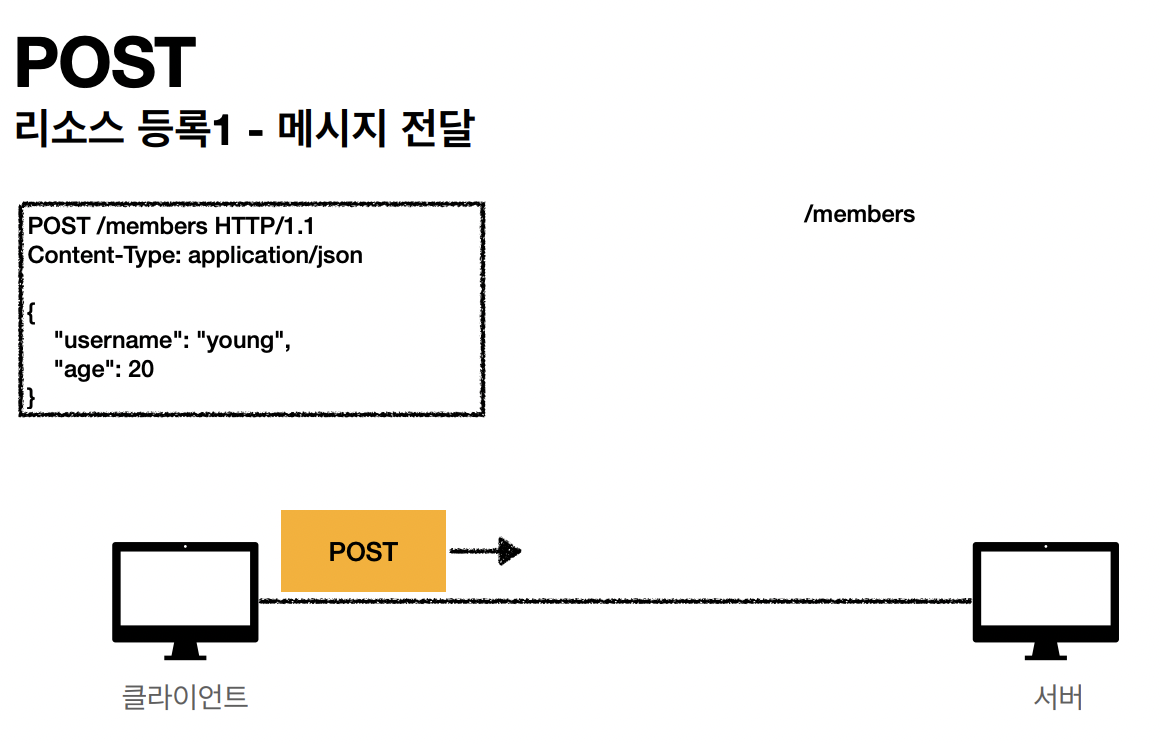 POST
리소스 등록1 - 메시지 전달
POST /members HTTP/1.1
Content-Type: application/json
{
"username": "young",
"age": 20
}
/members
POST
클라이언트
서버